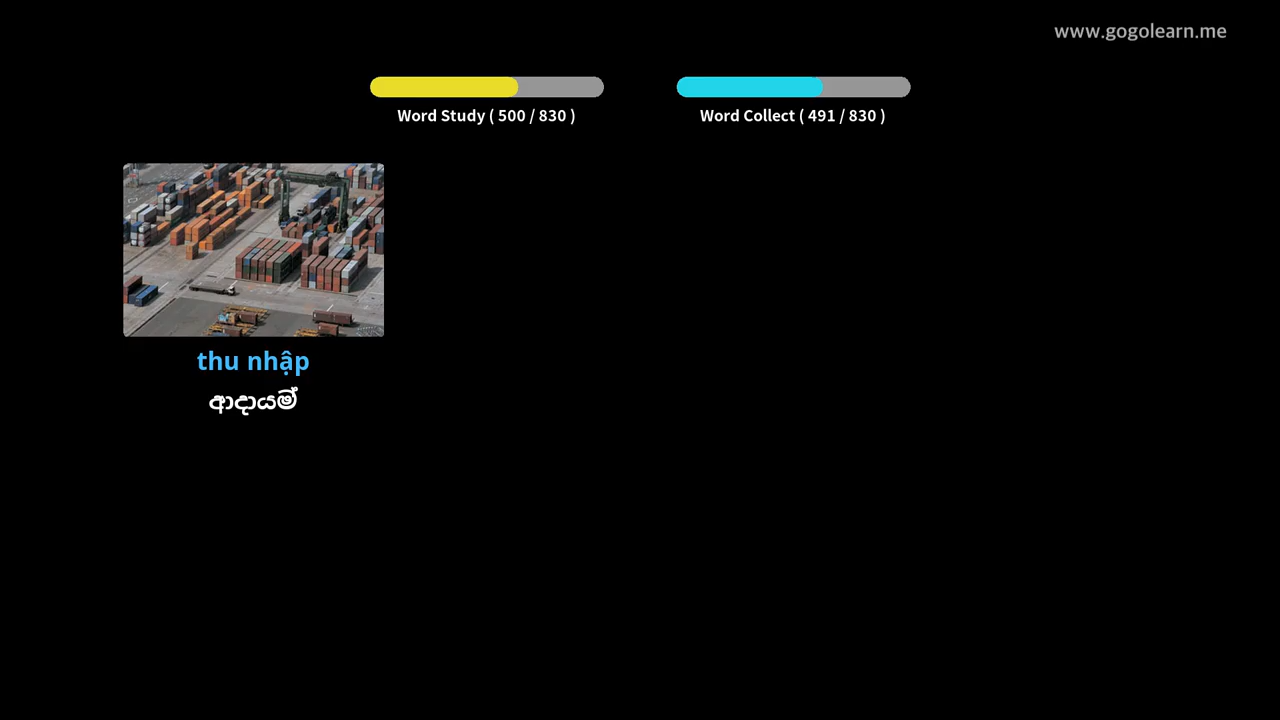 www.gogolearn.me
Word Study ( 500 / 830 )
Word Collect ( 491 / 830 )
thu nhập
ආදායම්